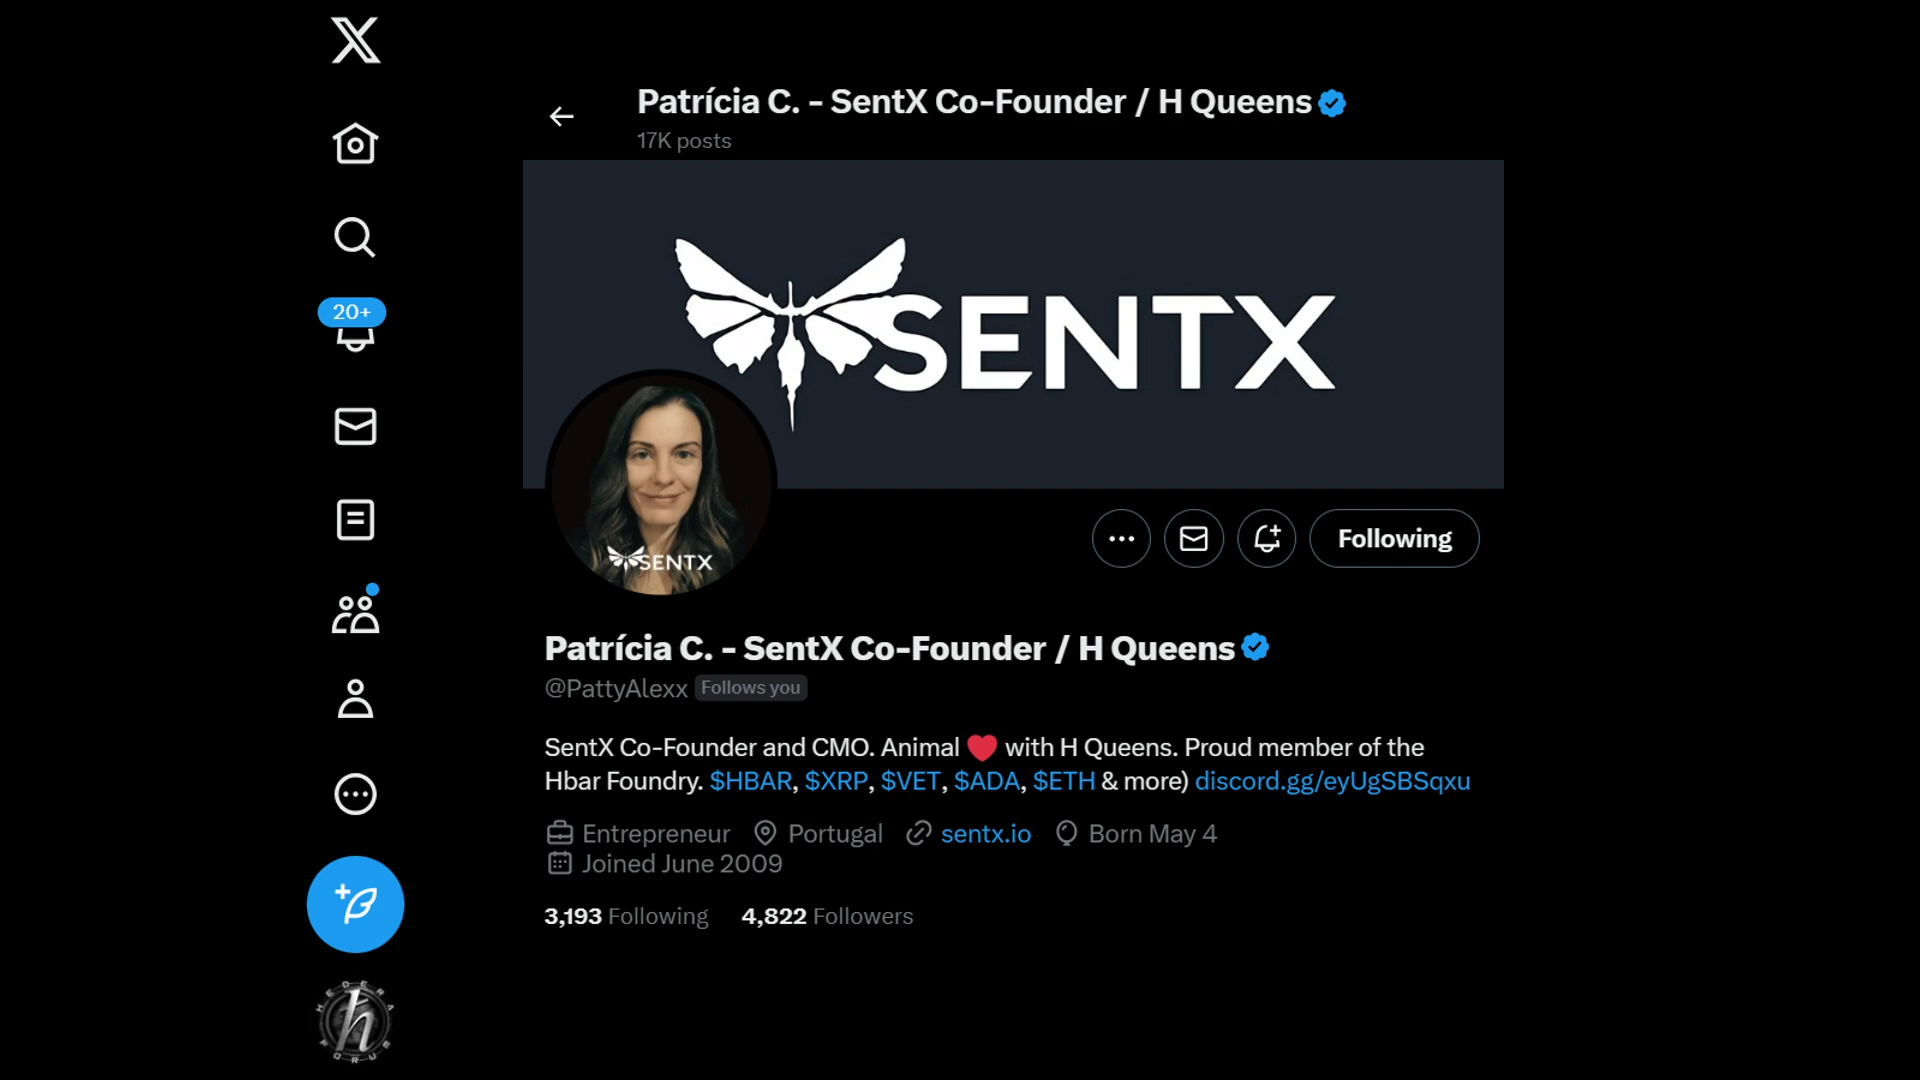 Patrícia C. - SentX Co-Founder / H Queens
17K posts
20+
SENTX
SENTX
Following
Patrícia C. - SentX Co-Founder / H Queens
@PattyAlexx Follows you
SentX Co-Founder and CMO. Animal ❤️ with H Queens. Proud member of the
Hbar Foundry. $HBAR, $XRP, $VET, $ADA, $ETH & more) discord.gg/eyUgSBSqxu
Entrepreneur Portugal sentx.io Born May 4
Joined June 2009
3,193 Following 4,822 Followers
HEDERA
ħ
FORUE